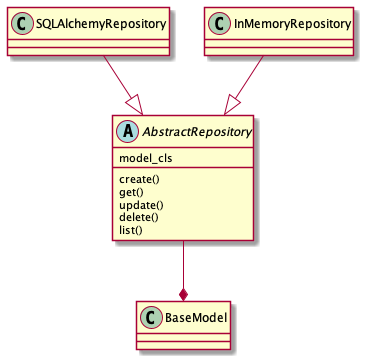 C SQLAlchemyRepository
C InMemoryRepository
A AbstractRepository
model_cls
create()
get()
update()
delete()
list()
C BaseModel